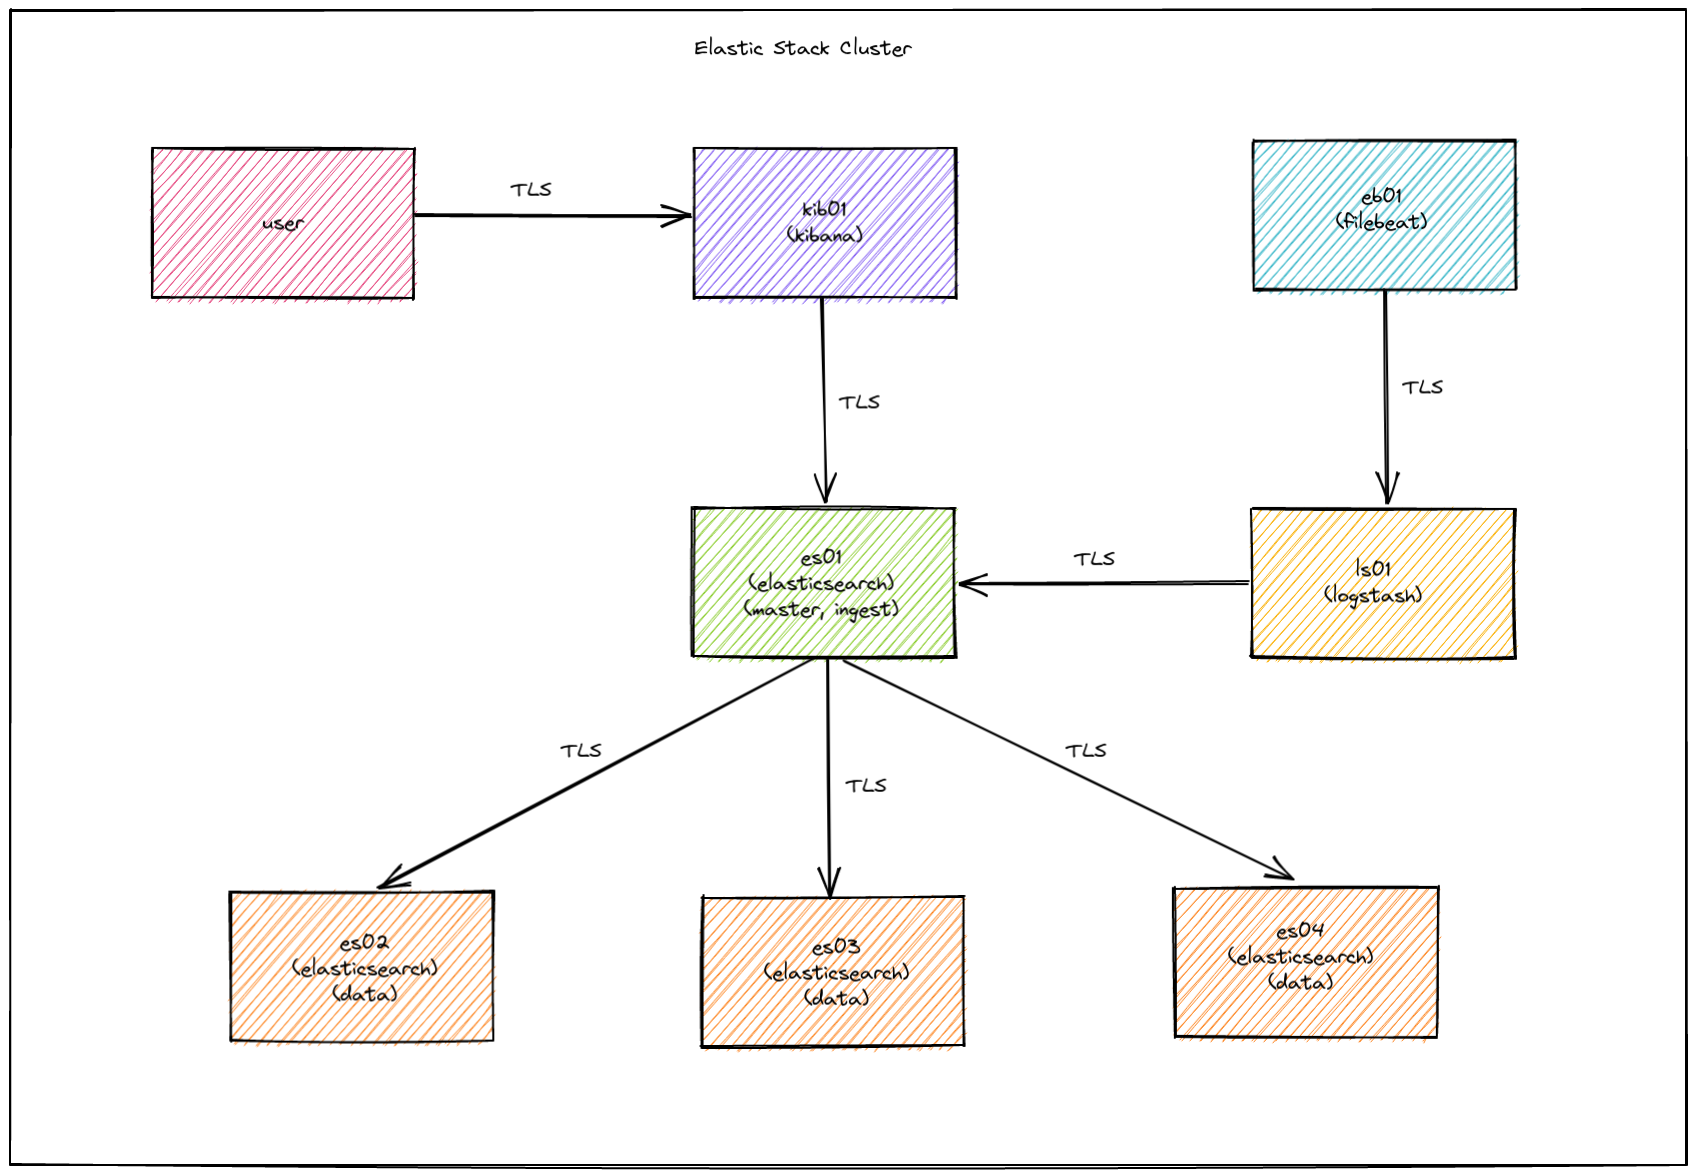 Elastic Stack Cluster
user
TLS
kib01
(kibana)
eb01
(filebeat)
TLS
TLS
es01
(elasticsearch)
(master, ingest)
TLS
ls01
(logstash)
TLS
TLS
TLS
es02
(elasticsearch)
(data)
es03
(elasticsearch)
(data)
es04
(elasticsearch)
(data)